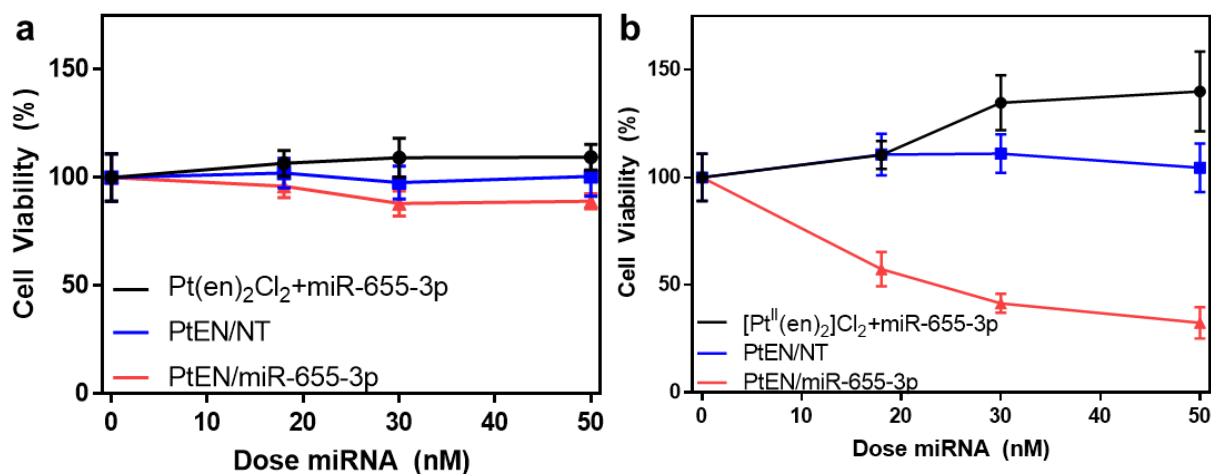 a
150
100
50
0
Cell Viability (%)
Pt(en)₂Cl₂+miR-655-3p
PtEN/NT
PtEN/miR-655-3p
0 10 20 30 40 50
Dose miRNA (nM)
b
150
100
50
0
Cell Viability (%)
[Ptᴵᴵ(en)₂]Cl₂+miR-655-3p
PtEN/NT
PtEN/miR-655-3p
0 10 20 30 40 50
Dose miRNA (nM)